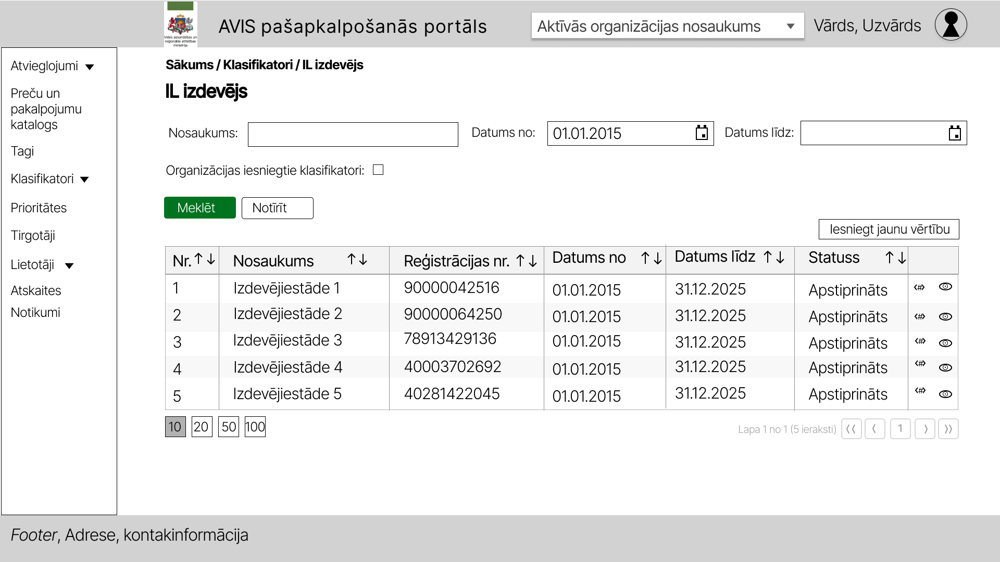 Vides aizsardzības un
reģionālās attīstības
ministrija
AVIS pašapkalpošanās portāls
Aktīvās organizācijas nosaukums
Vārds, Uzvārds
Atvieglojumi
Preču un
pakalpojumu
katalogs
Tagi
Klasifikatori
Prioritātes
Tirgotāji
Lietotāji
Atskaites
Notikumi
Sākums / Klasifikatori / IL izdevējs
IL izdevējs
Nosaukums:
Datums no: 01.01.2015
Datums līdz:
Organizācijas iesniegtie klasifikatori:
Meklēt Notīrīt
Iesniegt jaunu vērtību
Nr. Nosaukums Reģistrācijas nr. Datums no Datums līdz Statuss
1 Izdevējiestāde 1 90000042516 01.01.2015 31.12.2025 Apstiprināts <#>
2 Izdevējiestāde 2 90000064250 01.01.2015 31.12.2025 Apstiprināts <#>
3 Izdevējiestāde 3 78913429136 01.01.2015 31.12.2025 Apstiprināts <#>
4 Izdevējiestāde 4 40003702692 01.01.2015 31.12.2025 Apstiprināts <#>
5 Izdevējiestāde 5 40281422045 01.01.2015 31.12.2025 Apstiprināts <#>
10 20 50 100
Lapa 1 no 1 (5 ieraksti) 1
Footer, Adrese, kontakinformācija